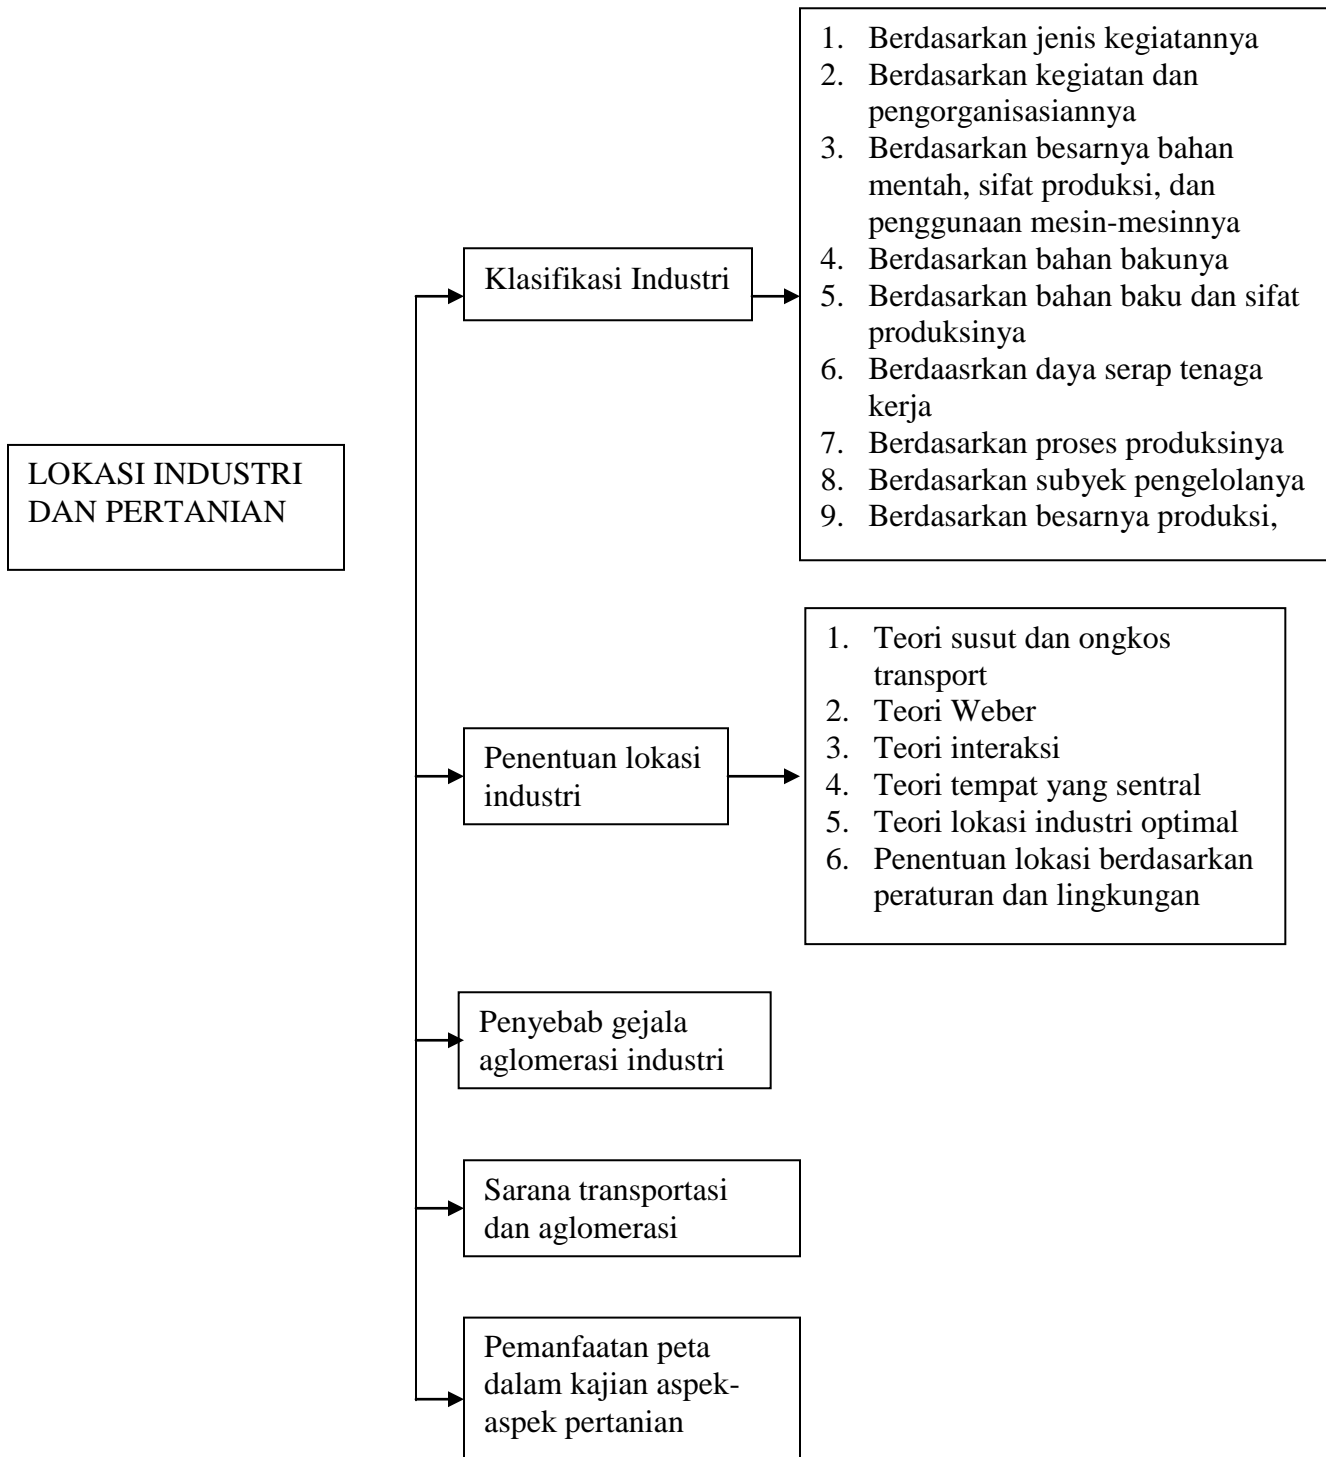 LOKASI INDUSTRI
DAN PERTANIAN
Klasifikasi Industri
1. Berdasarkan jenis kegiatannya
2. Berdasarkan kegiatan dan
pengorganisasiannya
3. Berdasarkan besarnya bahan
mentah, sifat produksi, dan
penggunaan mesin-mesinnya
4. Berdasarkan bahan bakunya
5. Berdasarkan bahan baku dan sifat
produksinya
6. Berdaasrkan daya serap tenaga
kerja
7. Berdasarkan proses produksinya
8. Berdasarkan subyek pengelolanya
9. Berdasarkan besarnya produksi,
Penentuan lokasi
industri
1. Teori susut dan ongkos
transport
2. Teori Weber
3. Teori interaksi
4. Teori tempat yang sentral
5. Teori lokasi industri optimal
6. Penentuan lokasi berdasarkan
peraturan dan lingkungan
Penyebab gejala
aglomerasi industri
Sarana transportasi
dan aglomerasi
Pemanfaatan peta
dalam kajian aspek-
aspek pertanian